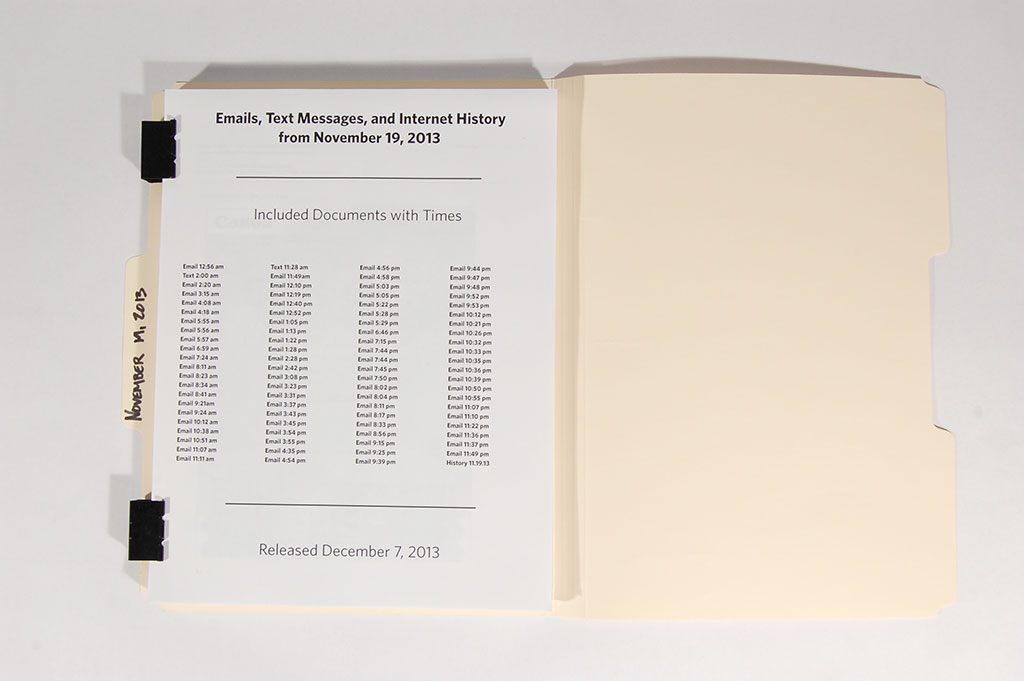 Emails, Text Messages, and Internet History
from November 19, 2013
Included Documents with Times
Email 12:56 am
Text 2:00 am
Email 2:20 am
Email 3:15 am
Email 4:08 am
Email 4:18 am
Email 5:55 am
Email 5:56 am
Email 5:57 am
Email 6:59 am
Email 7:24 am
Email 8:11 am
Email 8:23 am
Email 8:34 am
Email 8:41 am
Email 9:21am
Email 9:24 am
Email 10:12 am
Email 10:38 am
Email 10:51 am
Email 11:07 am
Email 11:11 am
Text 11:28 am
Email 11:49am
Email 12:10 pm
Email 12:19 pm
Email 12:40 pm
Email 12:52 pm
Email 1:05 pm
Email 1:13 pm
Email 1:22 pm
Email 1:28 pm
Email 2:28 pm
Email 2:42 pm
Email 3:08 pm
Email 3:23 pm
Email 3:31 pm
Email 3:37 pm
Email 3:43 pm
Email 3:45 pm
Email 3:54 pm
Email 3:55 pm
Email 4:35 pm
Email 4:54 pm
Email 4:56 pm
Email 4:58 pm
Email 5:03 pm
Email 5:05 pm
Email 5:22 pm
Email 5:28 pm
Email 5:29 pm
Email 6:46 pm
Email 7:15 pm
Email 7:44 pm
Email 7:44 pm
Email 7:45 pm
Email 7:50 pm
Email 8:02 pm
Email 8:04 pm
Email 8:11 pm
Email 8:17 pm
Email 8:33 pm
Email 8:56 pm
Email 9:15 pm
Email 9:25 pm
Email 9:39 pm
Email 9:44 pm
Email 9:47 pm
Email 9:48 pm
Email 9:52 pm
Email 9:53 pm
Email 10:12 pm
Email 10:21 pm
Email 10:26 pm
Email 10:32 pm
Email 10:33 pm
Email 10:35 pm
Email 10:36 pm
Email 10:39 pm
Email 10:50 pm
Email 10:55 pm
Email 11:07 pm
Email 11:10 pm
Email 11:22 pm
Email 11:36 pm
Email 11:37 pm
Email 11:49 pm
History 11.19.13
Released December 7, 2013
NOVEMBER 19, 2013